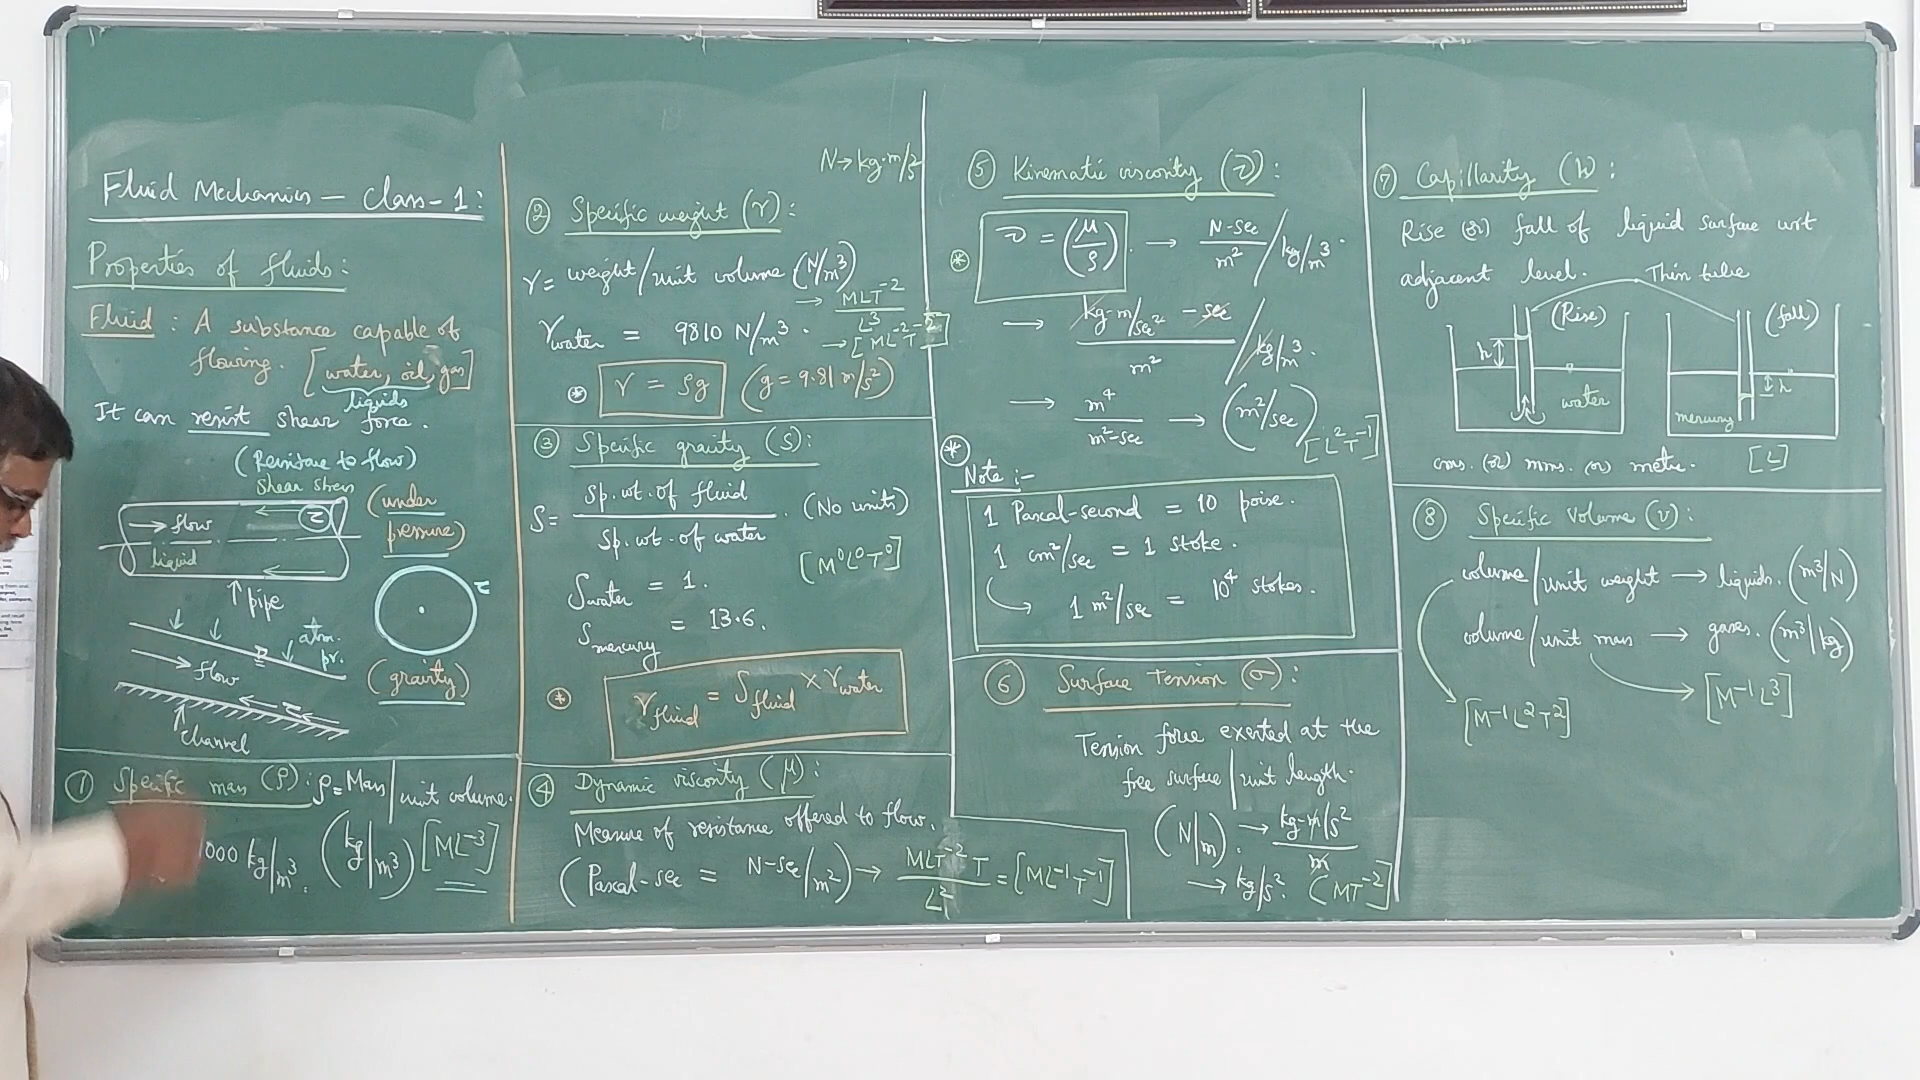 Fluid Mechanics – Class-1:
Properties of fluids:
Fluid : A substance capable of
flowing. [water, oil, gas]
liquids
It can resist shear force.
(Resistance to flow)
shear stress
(under
pressure)
→ flow
τ
liquid
↑ pipe
τ
atm.
pr.
→ flow
τ
(gravity)
channel
① Specific mass (ρ): ρ = Mass/unit volume.
1000 kg/m³. (kg/m³) [ML⁻³]
N → kg·m/s²
② Specific weight (γ):
γ = weight/unit volume (N/m³)
→ MLT⁻²/L³
γwater = 9810 N/m³. → [ML⁻²T⁻²]
* γ = ρg (g = 9.81 m/s²)
③ Specific gravity (S):
S = Sp. wt. of fluid / Sp. wt. of water. (No units)
[M⁰L⁰T⁰]
Swater = 1.
Smercury = 13.6.
* γfluid = Sfluid × γwater
④ Dynamic viscosity (μ):
Measure of resistance offered to flow.
(Pascal-sec = N-sec/m²) → MLT⁻²T/L² = [ML⁻¹T⁻¹]
⑤ Kinematic viscosity (ν):
* ν = (μ/ρ). → N-sec/m² / kg/m³.
→ kg-m/sec² - sec / m² / kg/m³.
→ m⁴/m²-sec → (m²/sec)
[L²T⁻¹]
*
Note :-
1 Pascal-second = 10 poise.
1 cm²/sec = 1 stoke.
1 m²/sec = 10⁴ stokes.
⑥ Surface Tension (σ):
Tension force exerted at the
free surface/unit length.
(N/m). → kg-m/s² / m
→ kg/s². [MT⁻²]
⑦ Capillarity (h):
Rise (or) fall of liquid surface wrt
adjacent level. Thin tube
(Rise)
(fall)
h
h
water
mercury
cms. (or) mms. (or) metre. [L]
⑧ Specific Volume (v):
volume/unit weight → liquids. (m³/N)
volume/unit mass → gases. (m³/kg)
[M⁻¹L³]
[M⁻¹L²T²]